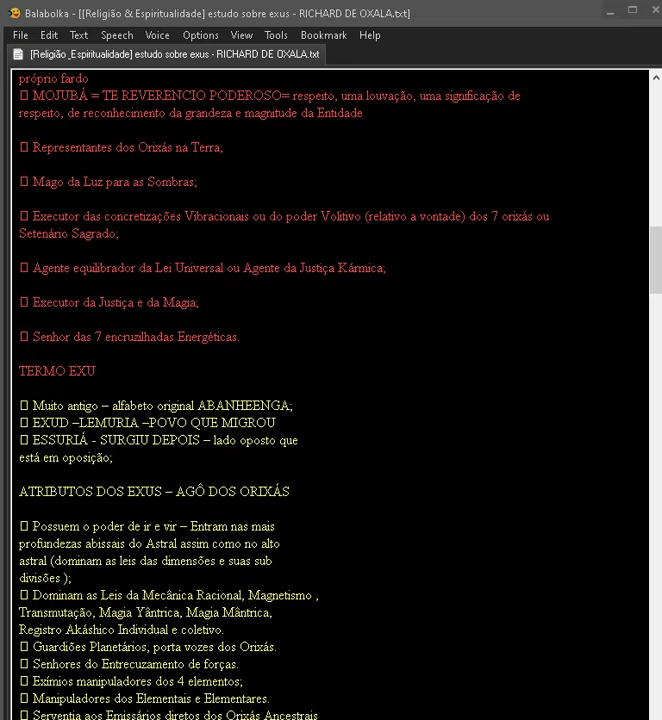 Balabolka - [[Religião & Espiritualidade] estudo sobre exus - RICHARD DE OXALA.txt]
File Edit Text Speech Voice Options View Tools Bookmark Help
[Religião_Espiritualidade] estudo sobre exus - RICHARD DE OXALA.txt
próprio fardo
▯ MOJUBÁ = TE REVERENCIO PODEROSO= respeito, uma louvação, uma significação de
respeito, de reconhecimento da grandeza e magnitude da Entidade
▯ Representantes dos Orixás na Terra;
▯ Mago da Luz para as Sombras;
▯ Executor das concretizações Vibracionais ou do poder Volitivo (relativo a vontade) dos 7 orixás ou
Setenário Sagrado;
▯ Agente equilibrador da Lei Universal ou Agente da Justiça Kármica;
▯ Executor da Justiça e da Magia;
▯ Senhor das 7 encruzilhadas Energéticas.
TERMO EXU
▯ Muito antigo – alfabeto original ABANHEENGA;
▯ EXUD –LEMURIA –POVO QUE MIGROU
▯ ESSURIÁ - SURGIU DEPOIS – lado oposto que
está em oposição;
ATRIBUTOS DOS EXUS – AGÔ DOS ORIXÁS
▯ Possuem o poder de ir e vir – Entram nas mais
profundezas abissais do Astral assim como no alto
astral (dominam as leis das dimensões e suas sub
divisões );
▯ Dominam as Leis da Mecânica Racional, Magnetismo ,
Transmutação, Magia Yântrica, Magia Mântrica,
Registro Akáshico Individual e coletivo.
▯ Guardiões Planetários, porta vozes dos Orixás.
▯ Senhores do Entrecuzamento de forças.
▯ Exímios manipuladores dos 4 elementos;
▯ Manipuladores dos Elementais e Elementares.
▯ Serventia aos Emissários diretos dos Orixás Ancestrais